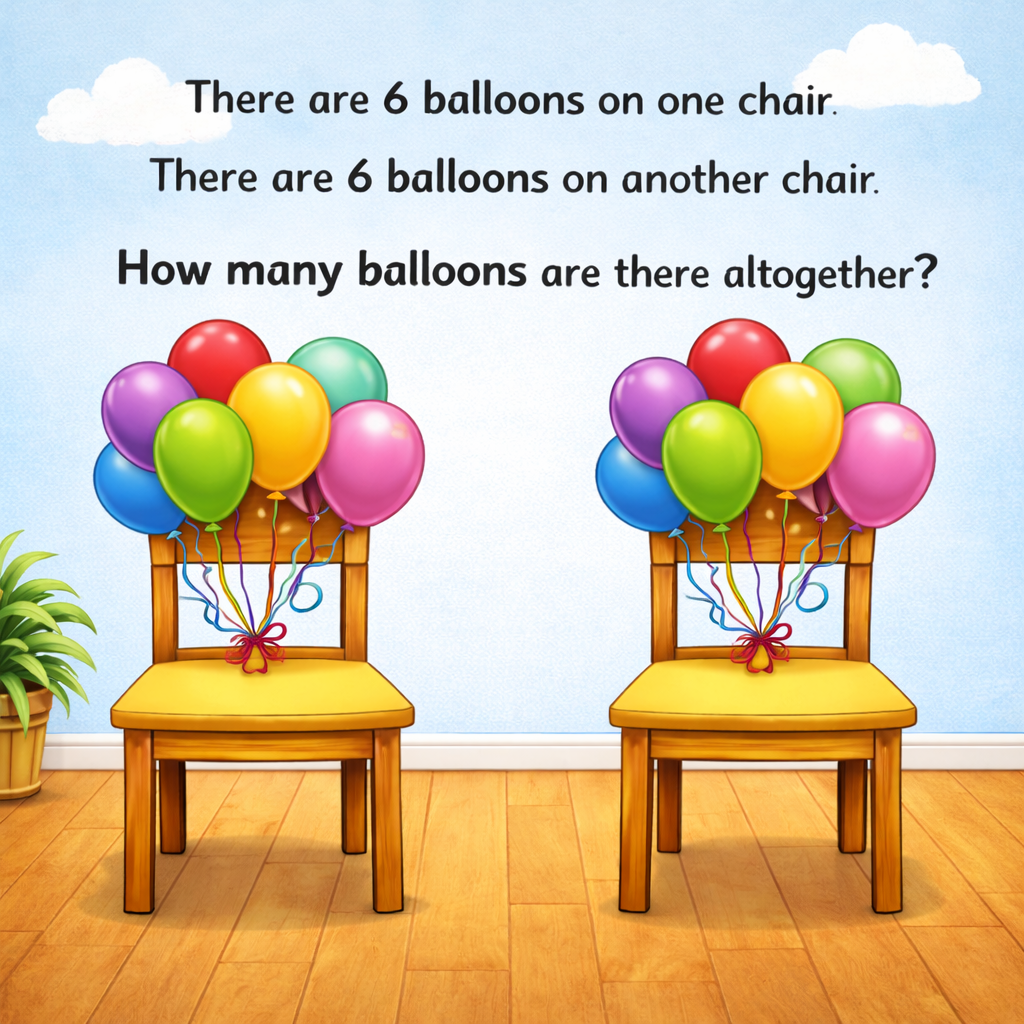 There are 6 balloons on one chair.
There are 6 balloons on another chair.
How many balloons are there altogether?